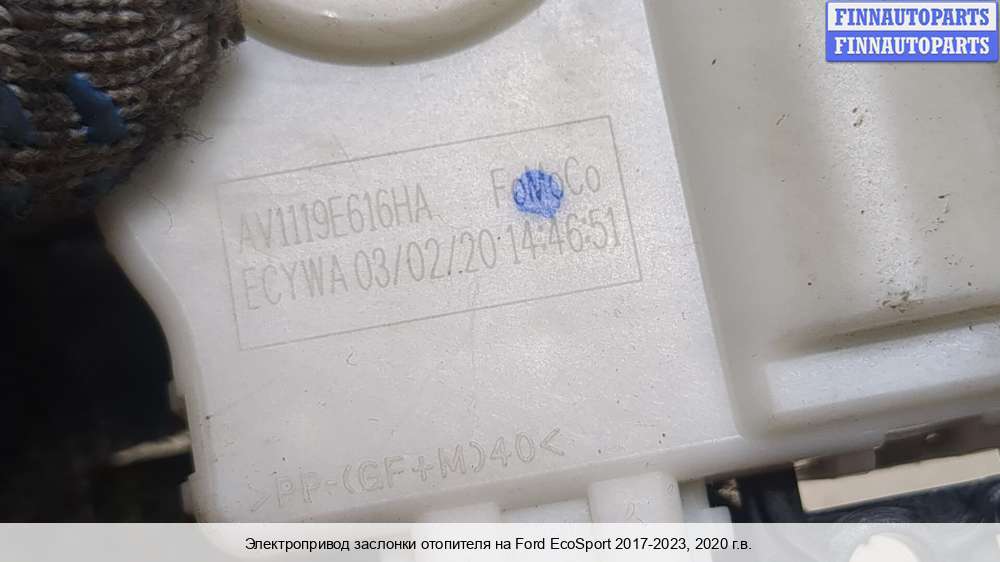 FINNAUTOPARTS
FINNAUTOPARTS
AV1119E616HA FoMoCo
ECYWA 03/02/20 14:46:51
>PP-(GF+M)40<
Электропривод заслонки отопителя на Ford EcoSport 2017-2023, 2020 г.в.